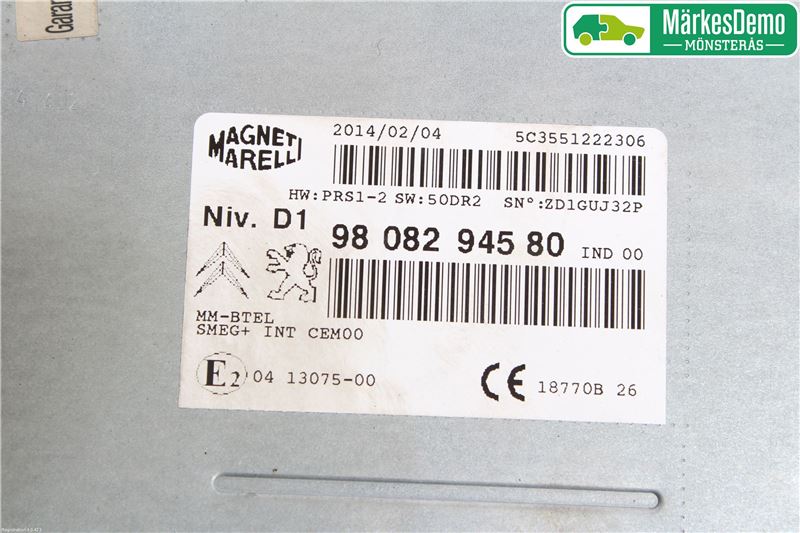 Garan
MärkesDemo
MÖNSTERÅS
MAGNETI
MARELLI
2014/02/04 5C3551222306
HW:PRS1-2 SW:50DR2 SN°:ZD1GUJ32P
Niv. D1
98 082 945 80 IND 00
MM-BTEL
SMEG+ INT CEM00
E2 04 13075-00
CE 18770B 26